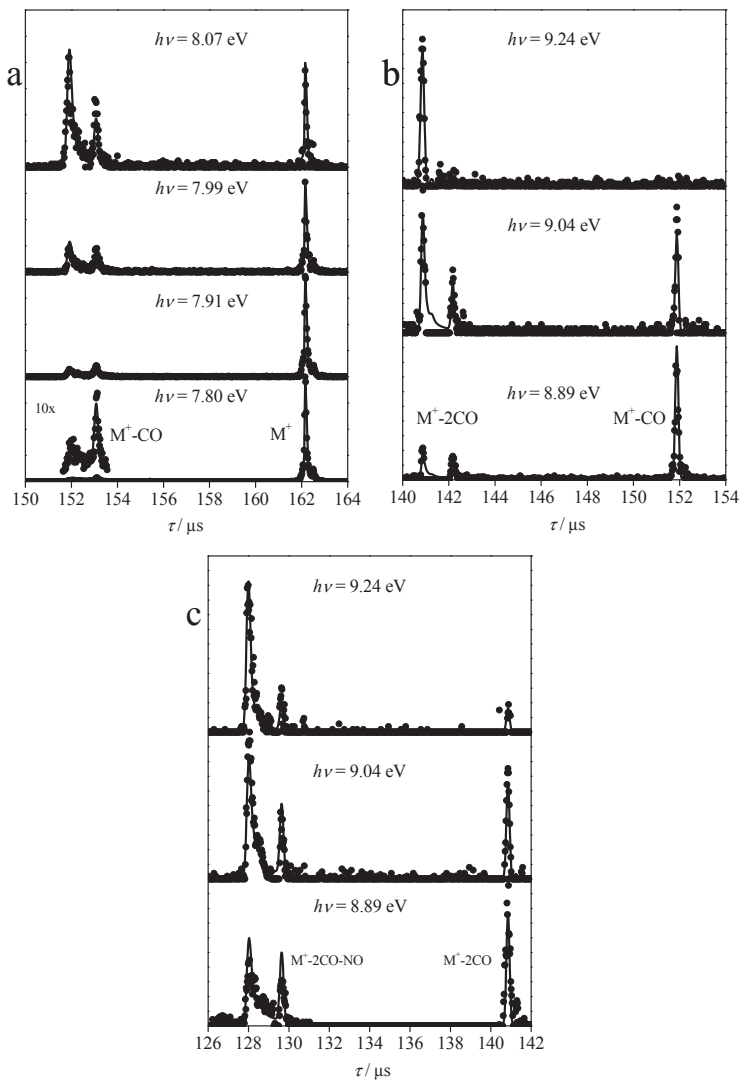 a
hν = 8.07 eV
hν = 7.99 eV
hν = 7.91 eV
hν = 7.80 eV
10x
M⁺-CO
M⁺
150 152 154 156 158 160 162 164
τ / μs
b
hν = 9.24 eV
hν = 9.04 eV
hν = 8.89 eV
M⁺-2CO
M⁺-CO
140 142 144 146 148 150 152 154
τ / μs
c
hν = 9.24 eV
hν = 9.04 eV
hν = 8.89 eV
M⁺-2CO-NO
M⁺-2CO
126 128 130 132 134 136 138 140 142
τ / μs